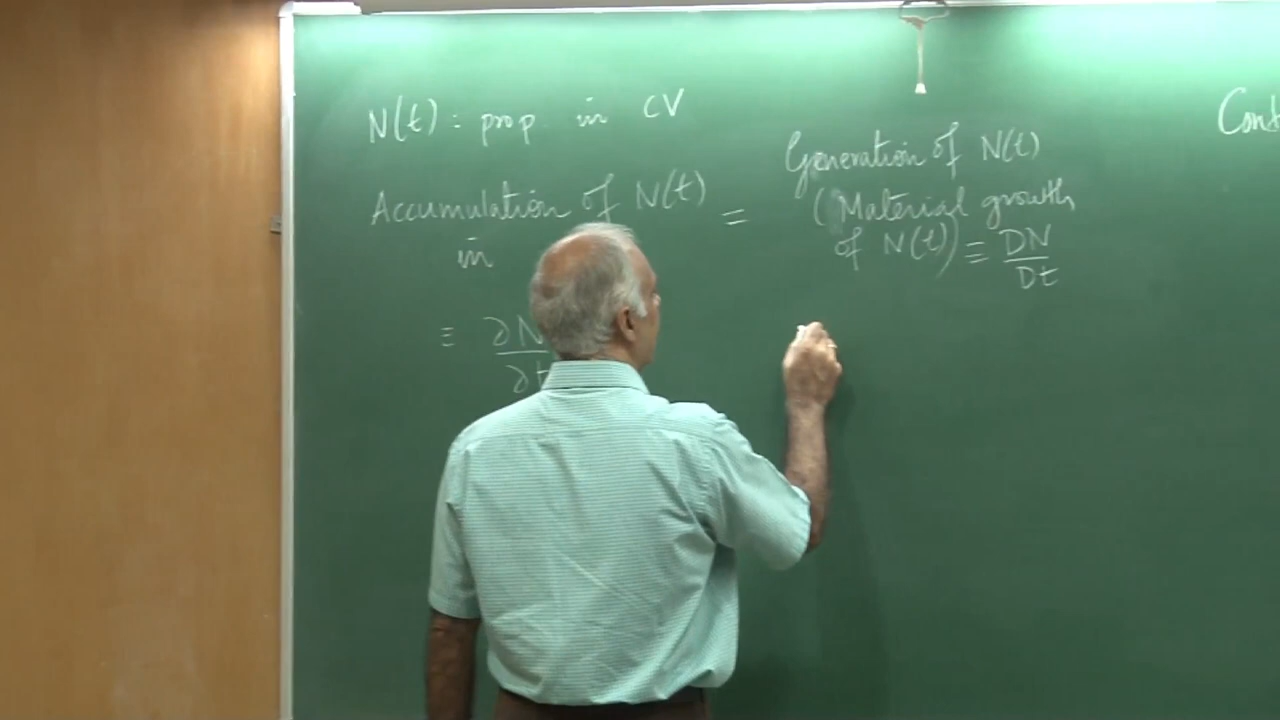 N(t) : prop. in CV
Accumulation of N(t)
in
≡ ∂N
∂t
=
Generation of N(t)
(Material growth
of N(t)) ≡ DN
Dt
Cont